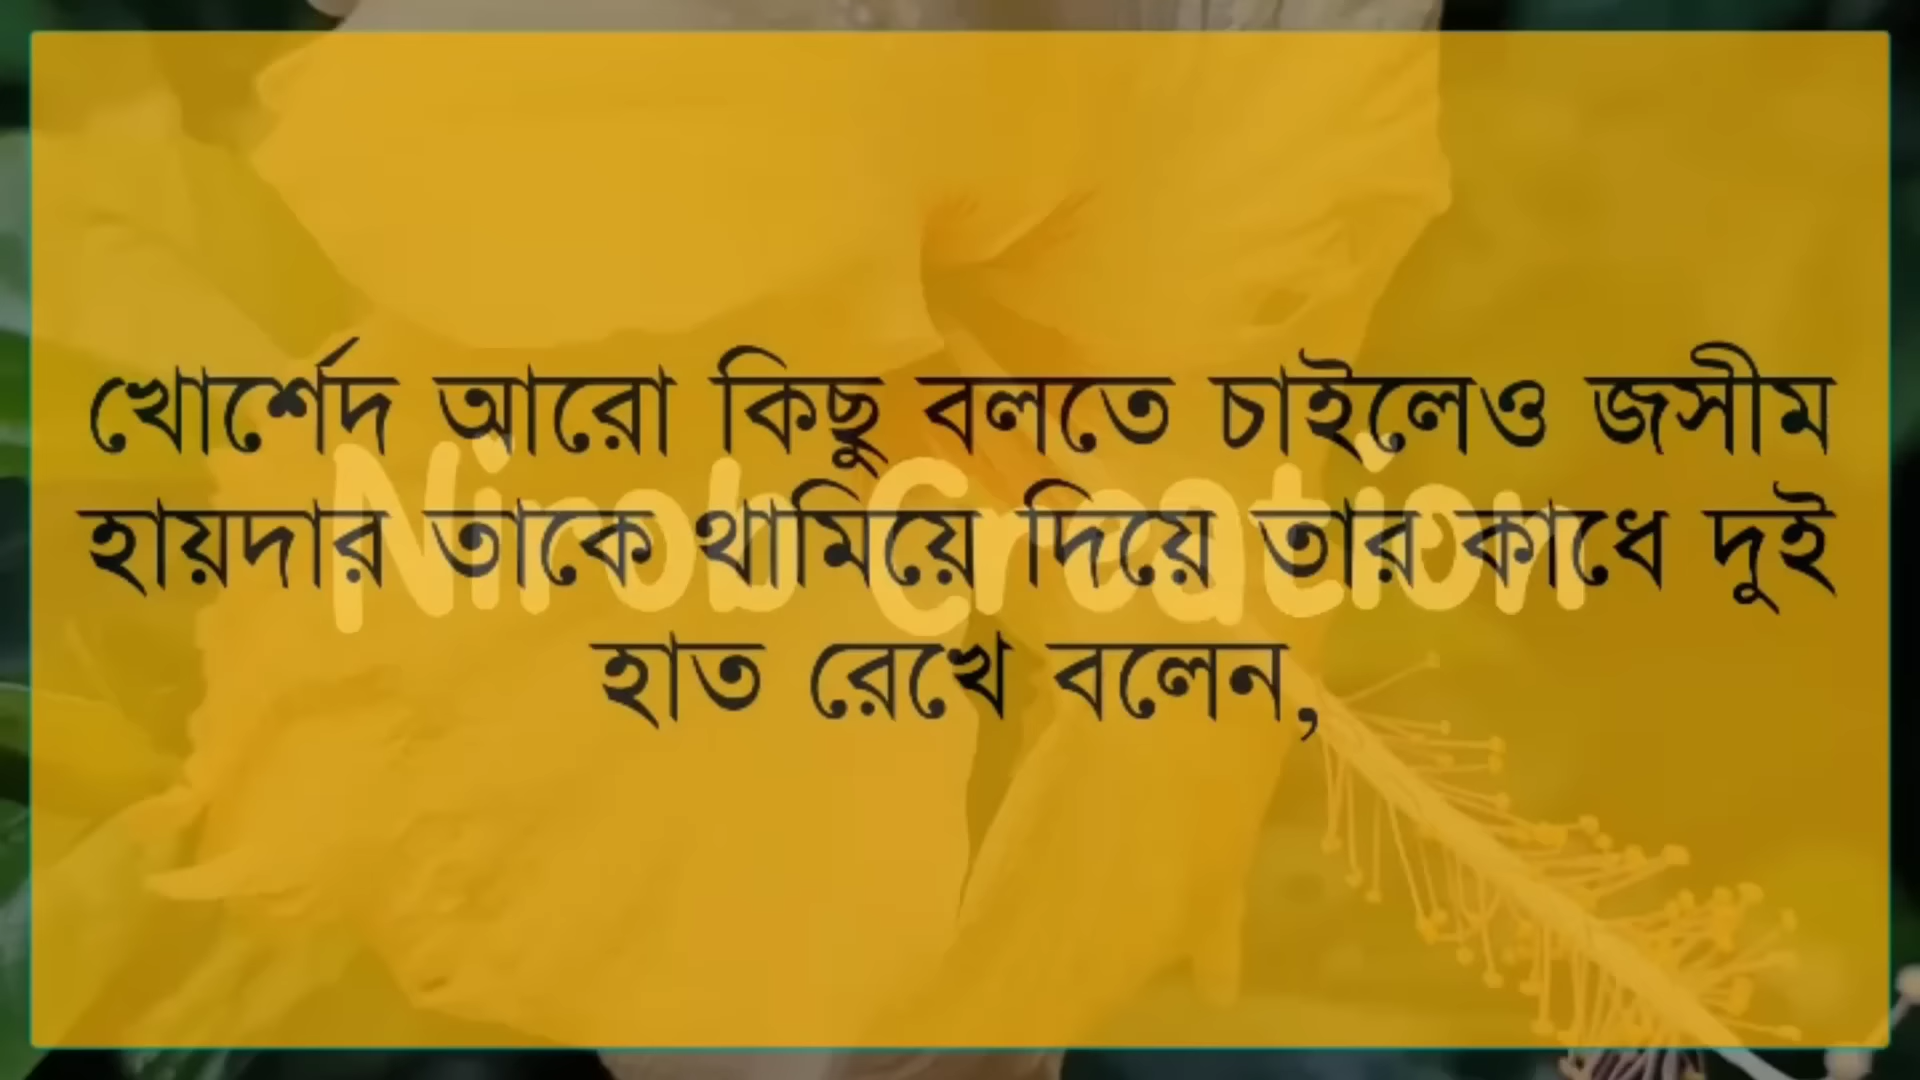 খোর্শেদ আরো কিছু বলতে চাইলেও জসীম
হায়দার তাকে থামিয়ে দিয়ে তার কাধে দুই
হাত রেখে বলেন,
Nirob Creation